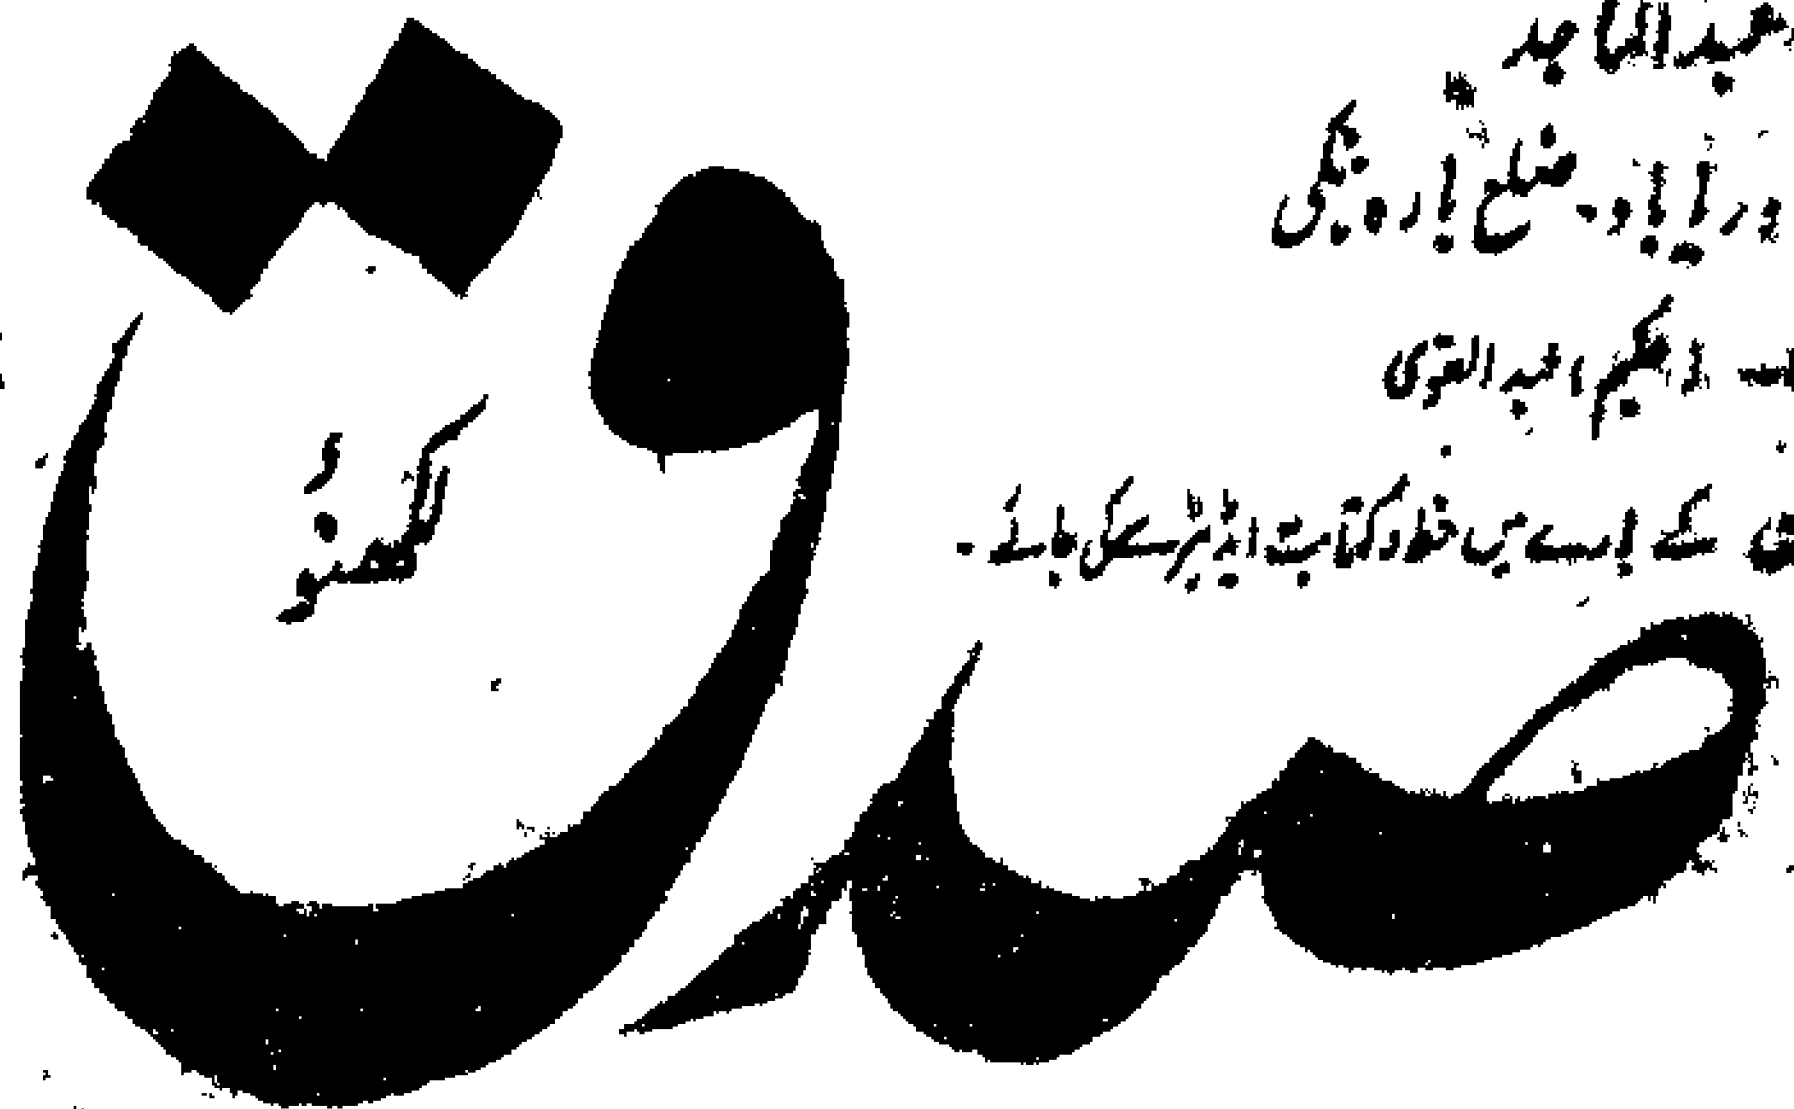 عبدالماجد
دریاباد۔ ضلع بارہ بنکی
(حکیم) عبدالقوی
کے بارے میں خط و کتابت ایڈیٹر سے کی جائے۔
صدق
لکھنؤ